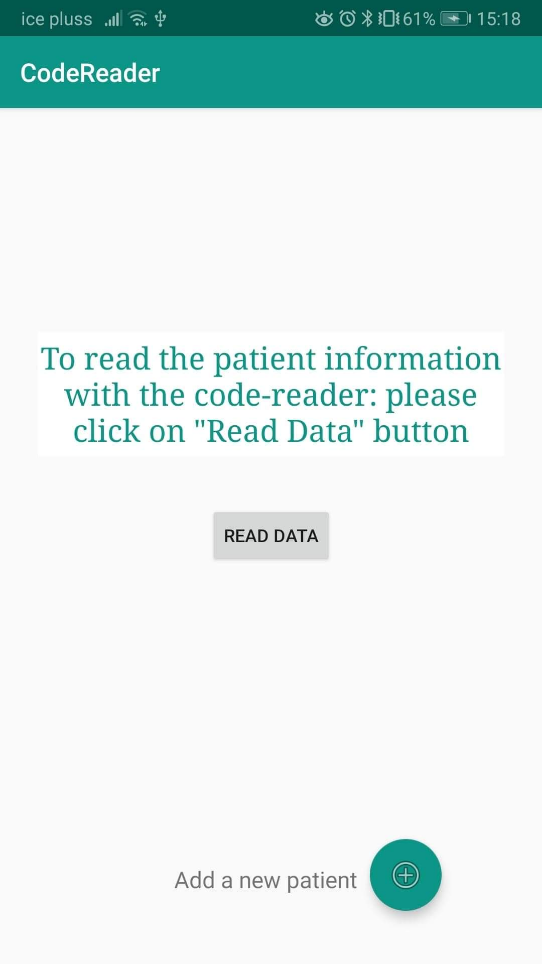 ice pluss 61% 15:18
CodeReader
To read the patient information
with the code-reader: please
click on "Read Data" button
READ DATA
Add a new patient